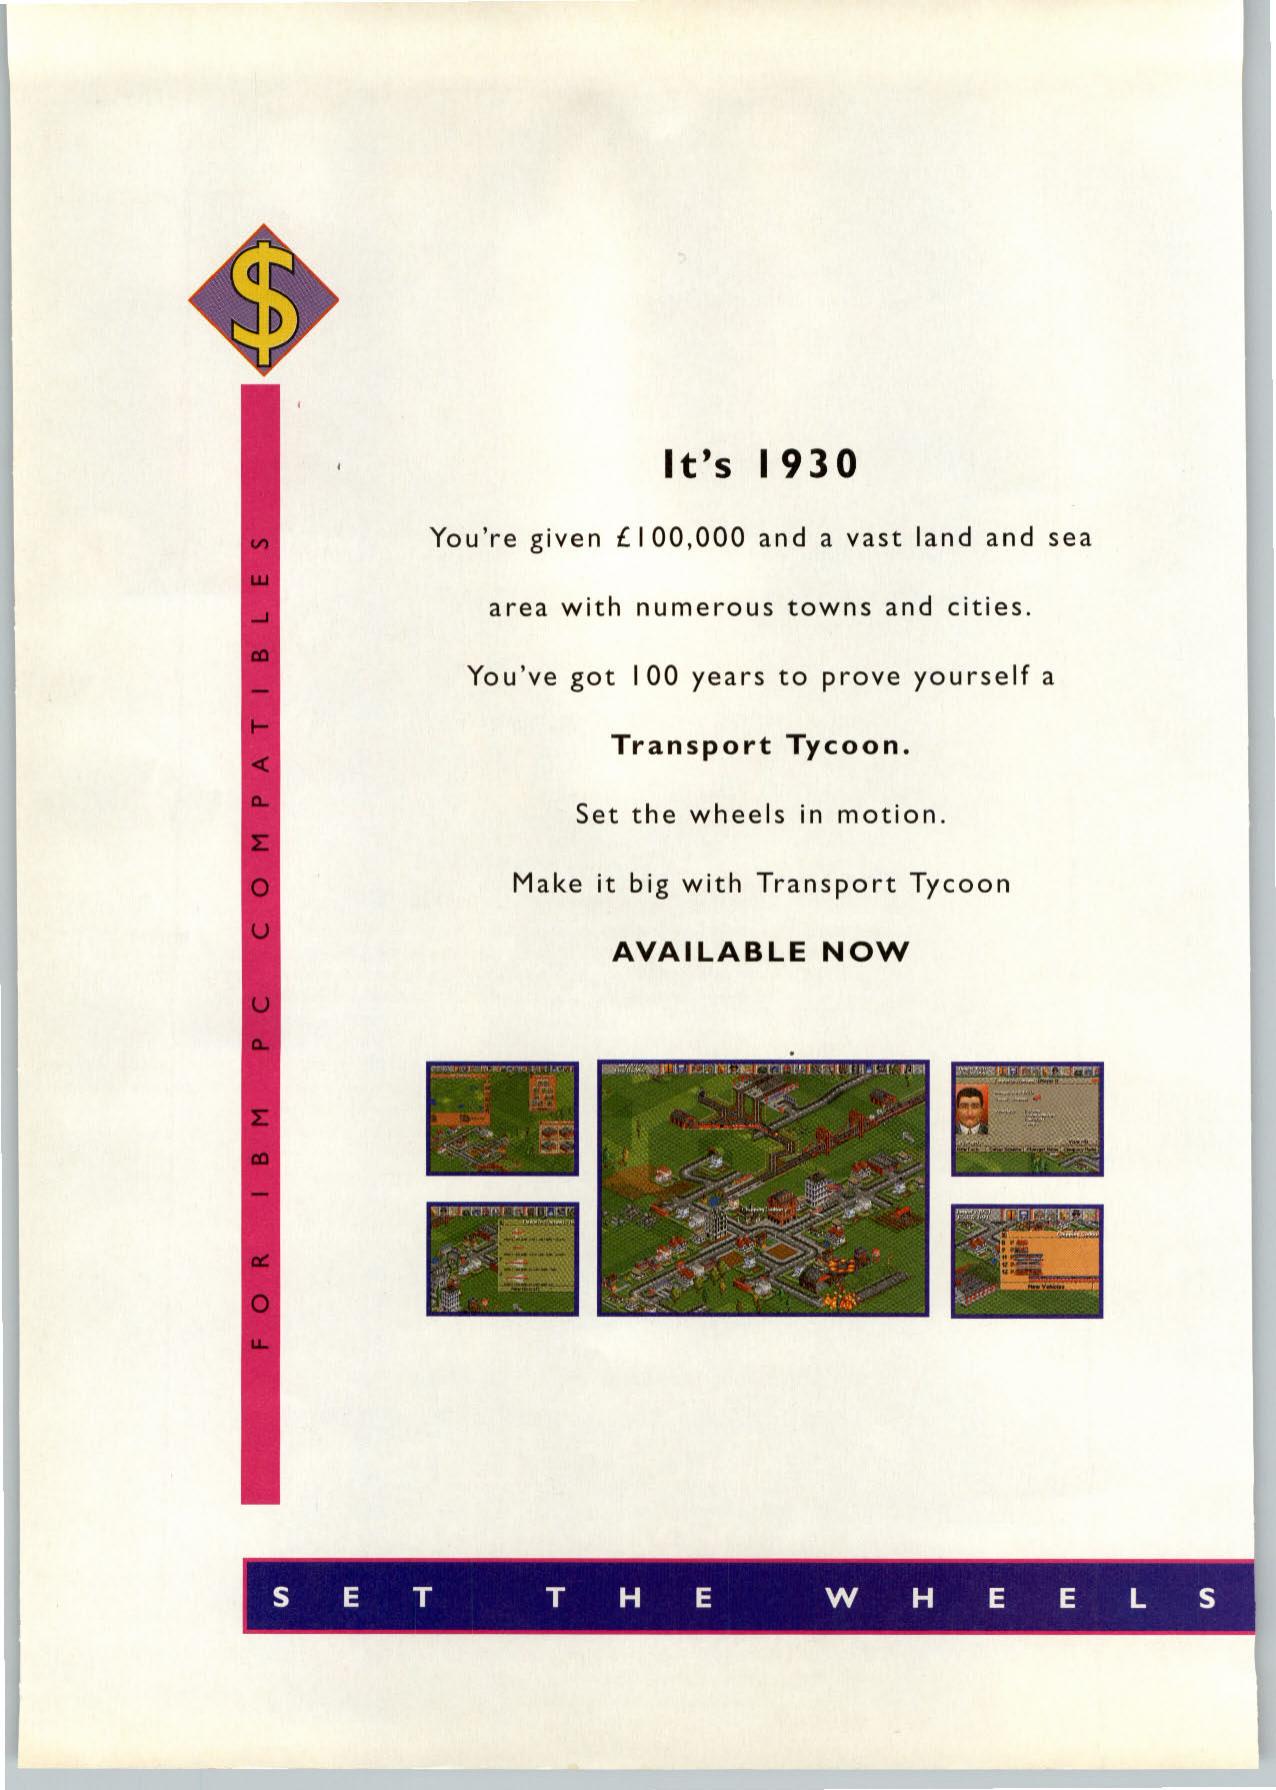 $
FOR IBM PC COMPATIBLES
It's 1930
You're given £100,000 and a vast land and sea
area with numerous towns and cities.
You've got 100 years to prove yourself a
Transport Tycoon.
Set the wheels in motion.
Make it big with Transport Tycoon
AVAILABLE NOW
New Vehicles
SET THE WHEELS